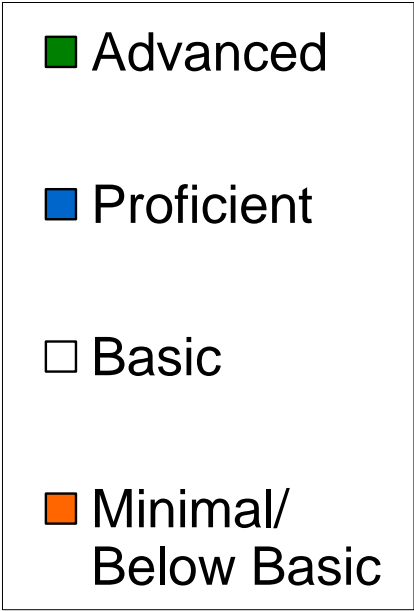 Advanced
Proficient
Basic
Minimal/
Below Basic